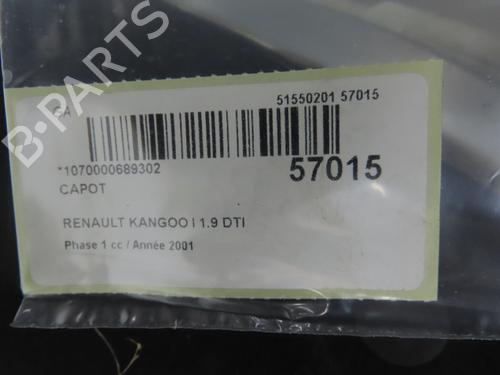 51550201 57015
*1070000689302
57015
CAPOT
RENAULT KANGOO I 1.9 DTI
Phase 1 cc / Année 2001
B-PARTS